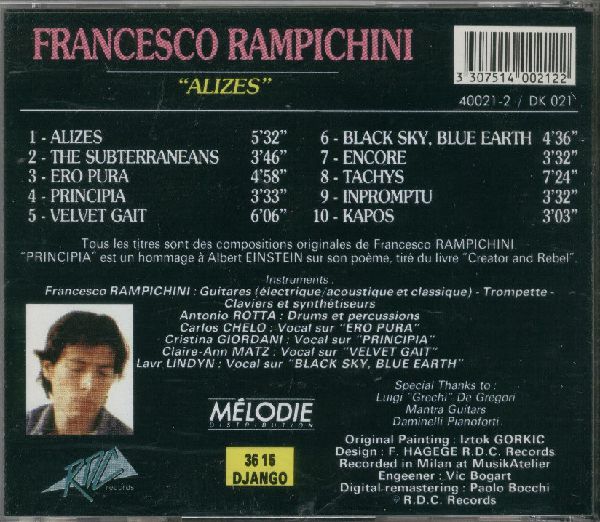 FRANCESCO RAMPICHINI
"ALIZES"
3 307514 002122
40021-2 / DK 021
1 - ALIZES 5'32"
2 - THE SUBTERRANEANS 3'46"
3 - ERO PURA 4'58"
4 - PRINCIPIA 3'33"
5 - VELVET GAIT 6'06"
6 - BLACK SKY, BLUE EARTH 4'36"
7 - ENCORE 3'32"
8 - TACHYS 7'24"
9 - INPROMPTU 3'32"
10 - KAPOS 3'03"
Tous les titres sont des compositions originales de Francesco RAMPICHINI.
"PRINCIPIA" est un hommage à Albert EINSTEIN sur son poème, tiré du livre "Creator and Rebel".
Instruments :
Francesco RAMPICHINI : Guitares (électrique/acoustique et classique) - Trompette -
Claviers et synthétiseurs
Antonio ROTTA : Drums et percussions
Carlos CHELO : Vocal sur "ERO PURA"
Cristina GIORDANI : Vocal sur "PRINCIPIA"
Claire-Ann MATZ : Vocal sur "VELVET GAIT"
Lavr LINDYN : Vocal sur "BLACK SKY, BLUE EARTH"
Special Thanks to :
Luigi "Grechi" De Gregori
Mantra Guitars
Daminelli Pianoforti.
Original Painting : Iztok GORKIC
Design : F. HAGEGE R.D.C. Records
Recorded in Milan at MusikAtelier
Engeener : Vic Bogart
Digital-remastering : Paolo Bocchi
© R.D.C. Records
MÉLODIE
DISTRIBUTION
36 15
DJANGO
RDC
records